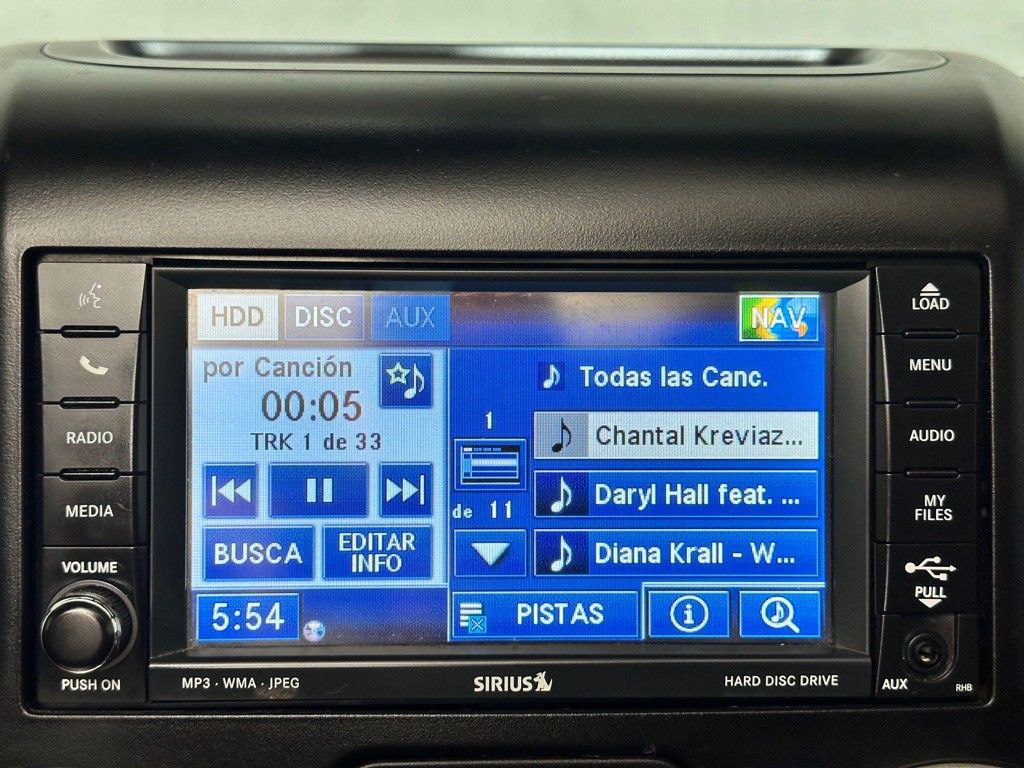 HDD DISC AUX NAV
por Canción
00:05
TRK 1 de 33
BUSCA
EDITAR
INFO
5:54
1
de 11
Todas las Canc.
Chantal Kreviaz...
Daryl Hall feat. ...
Diana Krall - W...
PISTAS
RADIO
MEDIA
VOLUME
PUSH ON
LOAD
MENU
AUDIO
MY
FILES
PULL
AUX
RHB
MP3 · WMA · JPEG
SIRIUS
HARD DISC DRIVE